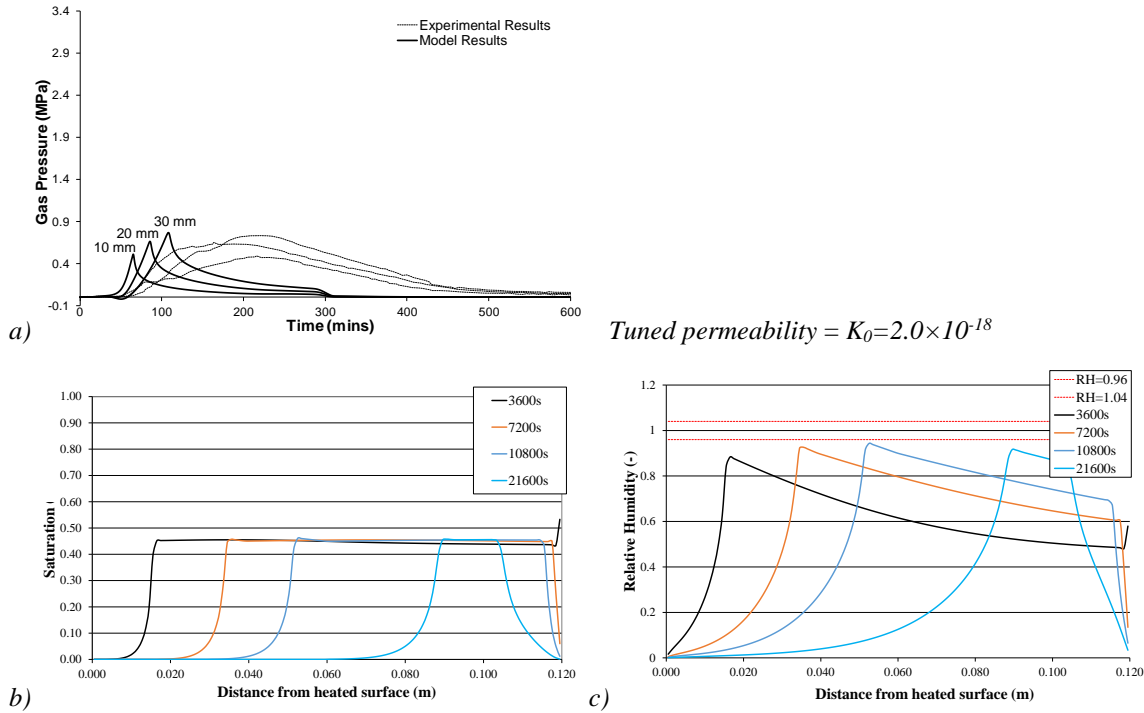 3.4
2.9
2.4
1.9
1.4
0.9
0.4
-0.1
Gas Pressure (MPa)
Experimental Results
Model Results
10 mm
20 mm
30 mm
0
100
200
300
400
500
600
Time (mins)
a)
Tuned permeability = K₀=2.0×10⁻¹⁸
1.00
0.90
0.80
0.70
0.60
0.50
0.40
0.30
0.20
0.10
0.00
Saturation (
3600s
7200s
10800s
21600s
0.000
0.020
0.040
0.060
0.080
0.100
0.120
Distance from heated surface (m)
b)
1.2
1
0.8
0.6
0.4
0.2
0
Relative Humidity (-)
RH=0.96
RH=1.04
3600s
7200s
10800s
21600s
0.000
0.020
0.040
0.060
0.080
0.100
0.120
Distance from heated surface (m)
c)